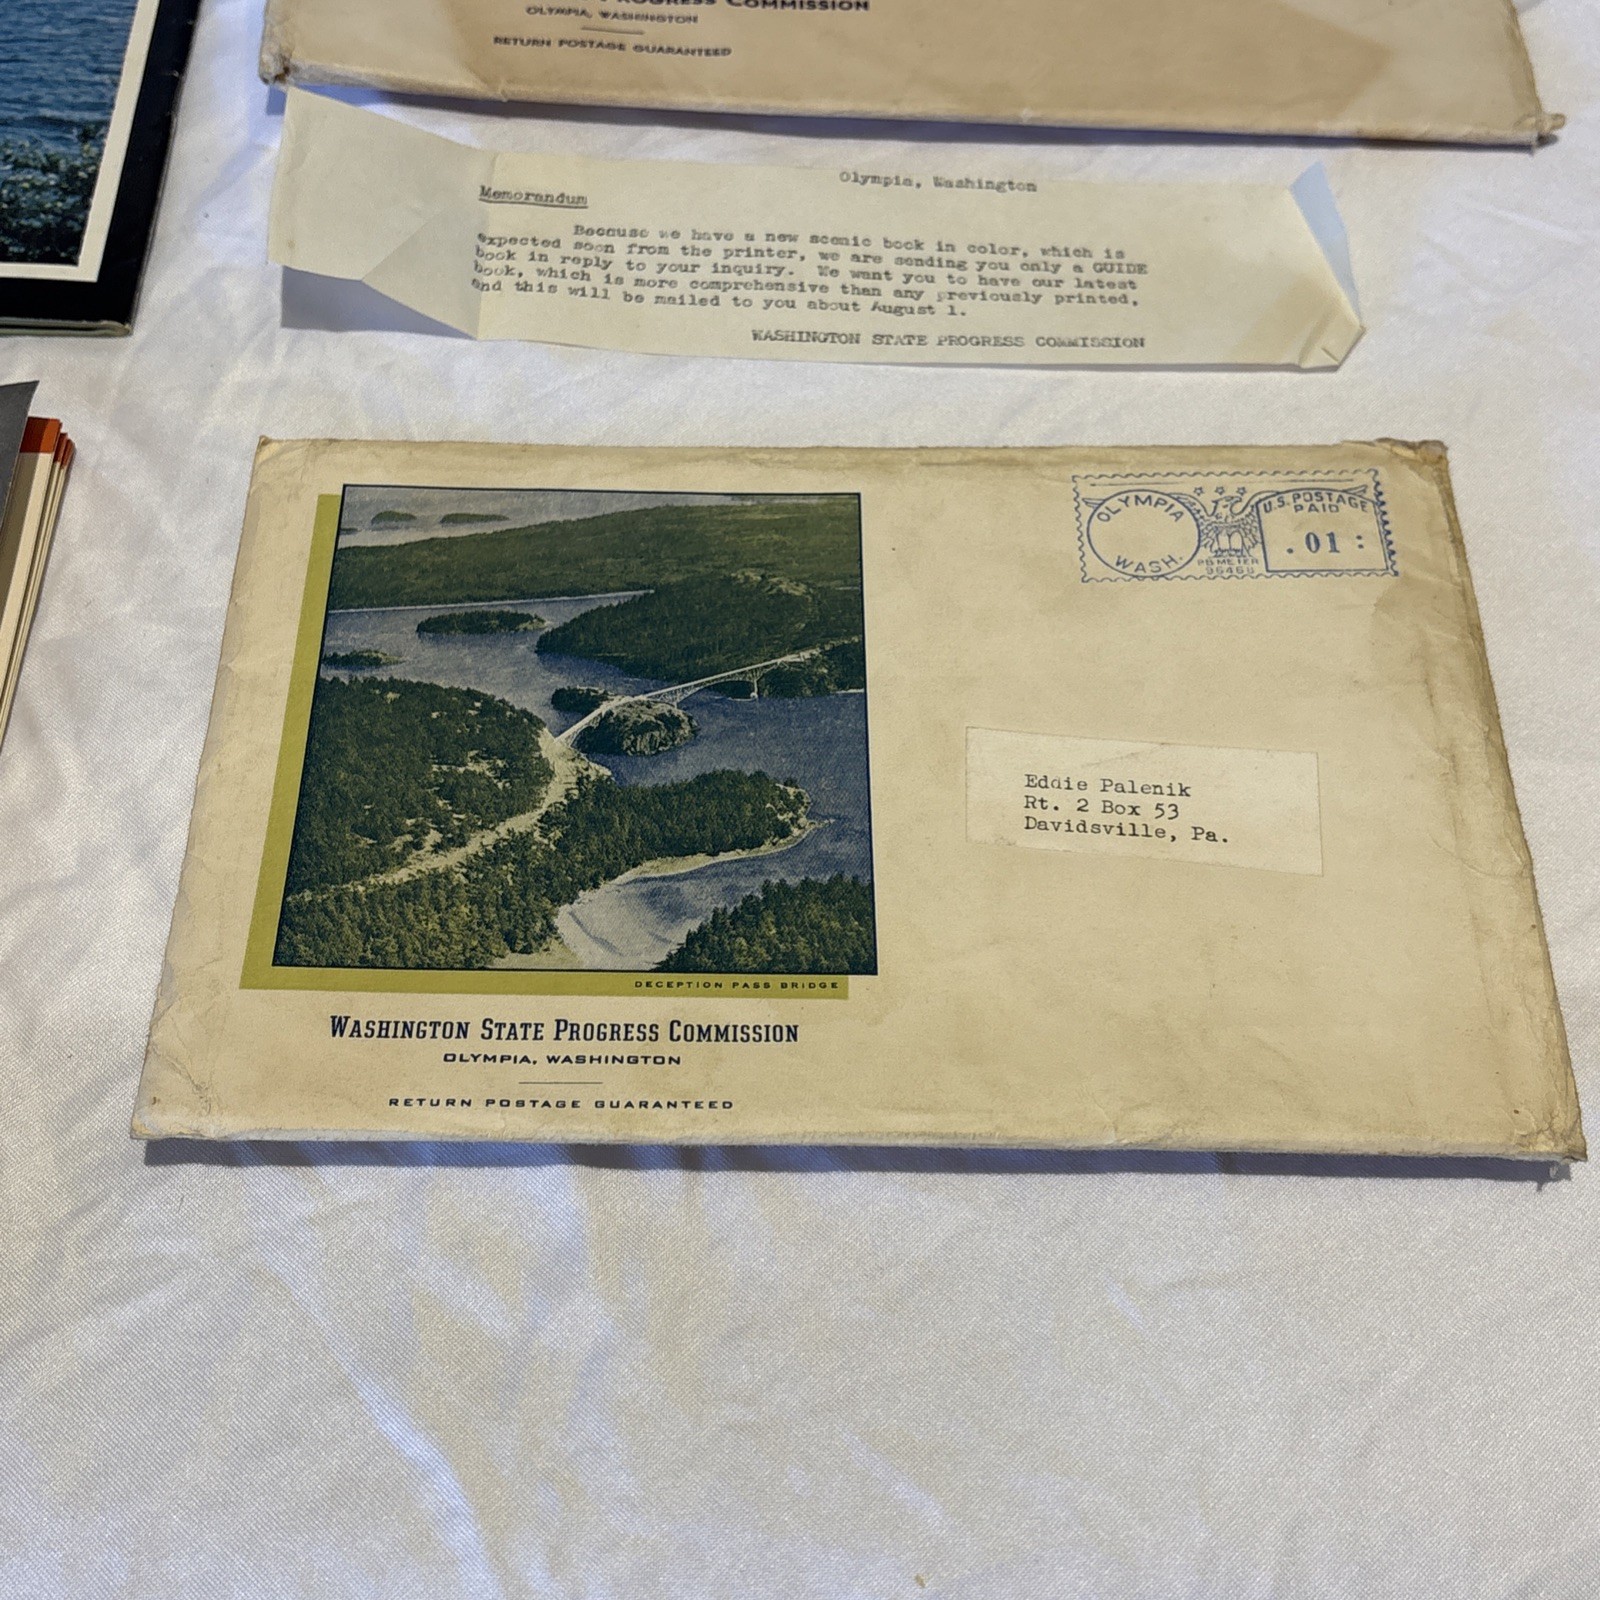 Progress Commission
OLYMPIA, WASHINGTON
RETURN POSTAGE GUARANTEED
Olympia, Washington
Memorandum
Because we have a new scenic book in color, which is
expected soon from the printer, we are sending you only a GUIDE
book in reply to your inquiry. We want you to have our latest
book, which is more comprehensive than any previously printed,
and this will be mailed to you about August 1.
WASHINGTON STATE PROGRESS COMMISSION
OLYMPIA
WASH.
U.S. POSTAGE
PAID
.01:
PB METER
Eddie Palenik
Rt. 2 Box 53
Davidsville, Pa.
DECEPTION PASS BRIDGE
Washington State Progress Commission
OLYMPIA, WASHINGTON
RETURN POSTAGE GUARANTEED